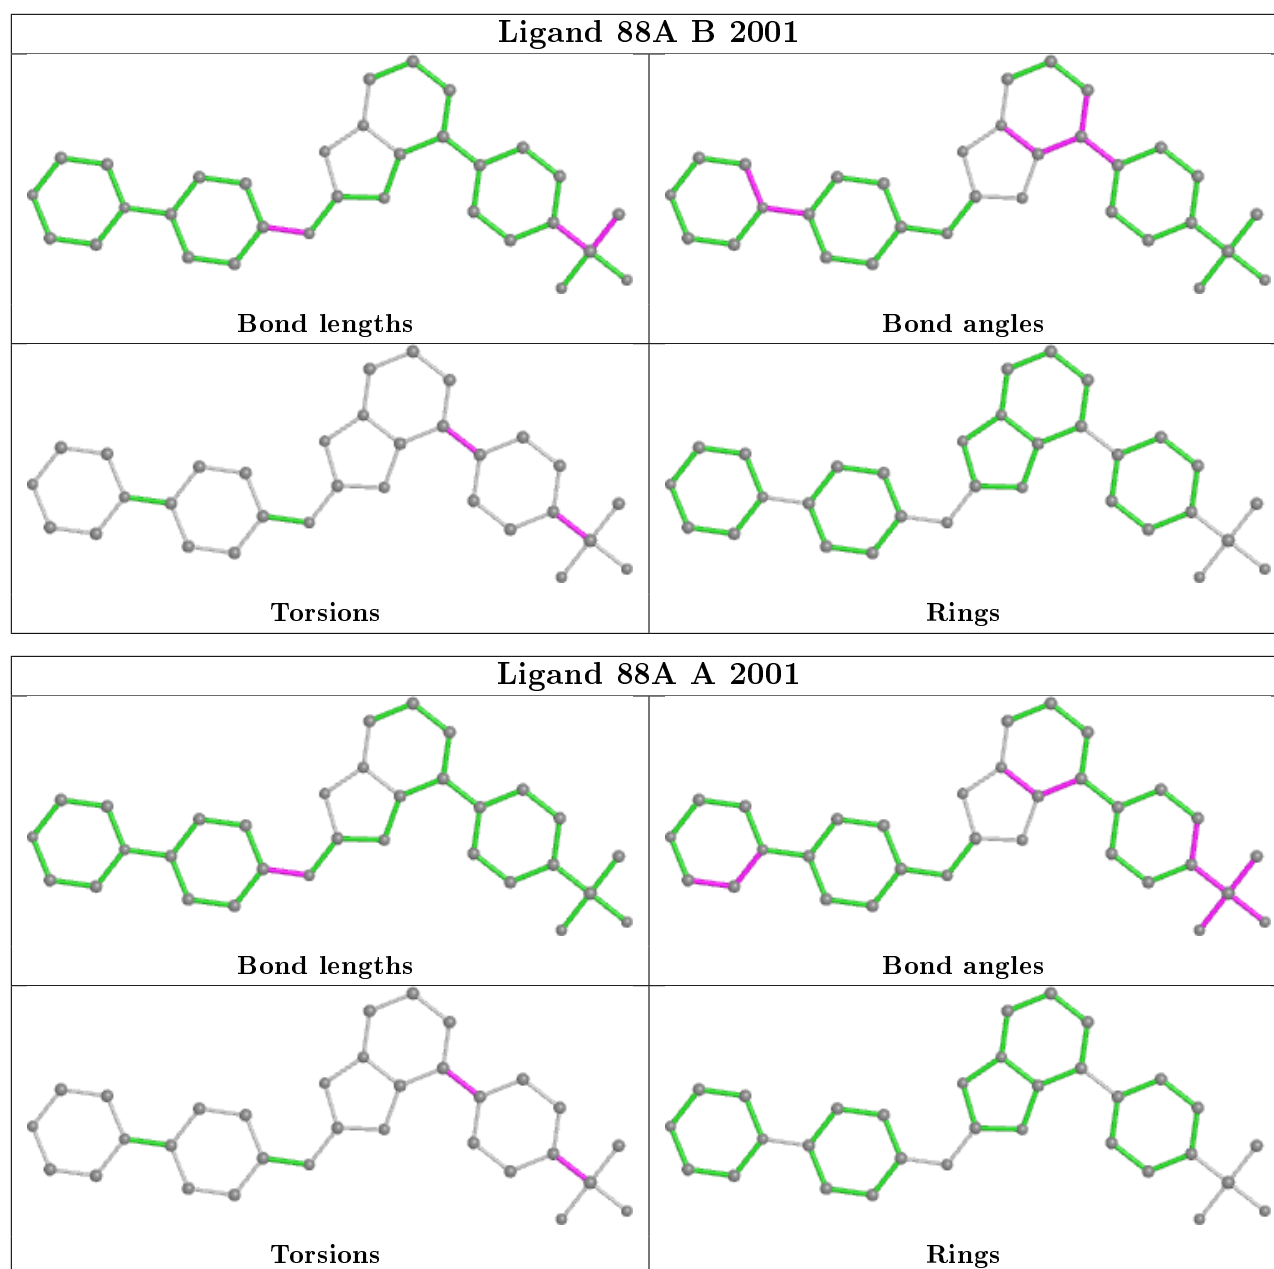 Ligand 88A B 2001
Bond lengths
Bond angles
Torsions
Rings
Ligand 88A A 2001
Bond lengths
Bond angles
Torsions
Rings